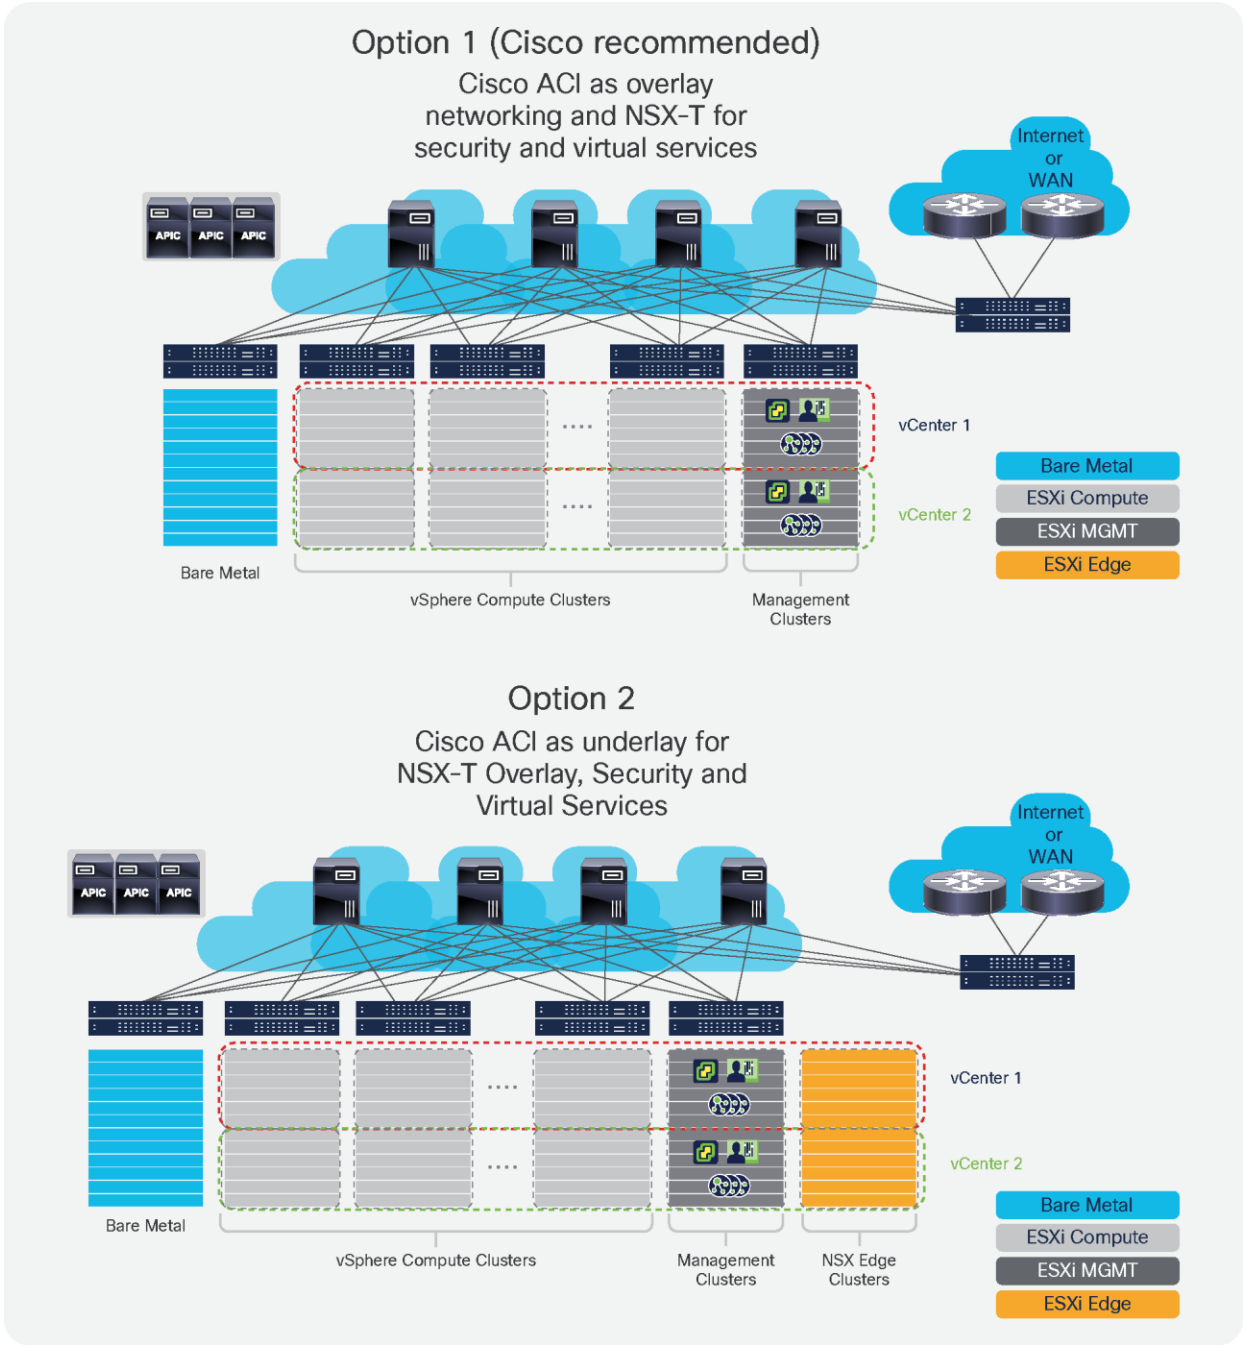 Option 1 (Cisco recommended)
Cisco ACI as overlay
networking and NSX-T for
security and virtual services
Internet
or
WAN
APIC
APIC
APIC
vCenter 1
vCenter 2
Bare Metal
ESXi Compute
ESXi MGMT
ESXi Edge
Bare Metal
vSphere Compute Clusters
Management
Clusters
Option 2
Cisco ACI as underlay for
NSX-T Overlay, Security and
Virtual Services
Internet
or
WAN
APIC
APIC
APIC
vCenter 1
vCenter 2
Bare Metal
ESXi Compute
ESXi MGMT
ESXi Edge
Bare Metal
vSphere Compute Clusters
Management
Clusters
NSX Edge
Clusters